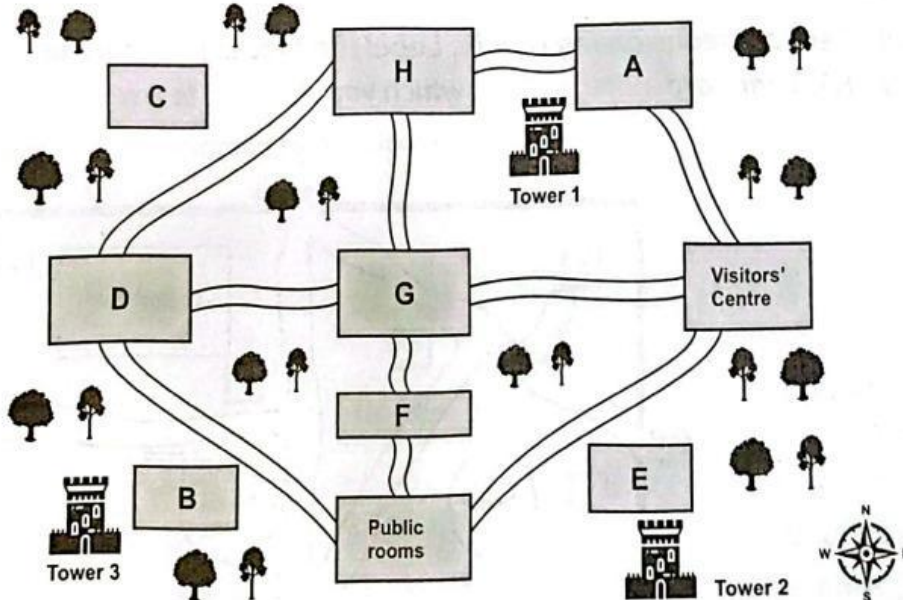 H
A
C
Tower 1
D
G
Visitors'
Centre
F
B
E
Public
rooms
Tower 3
Tower 2
N
W
S